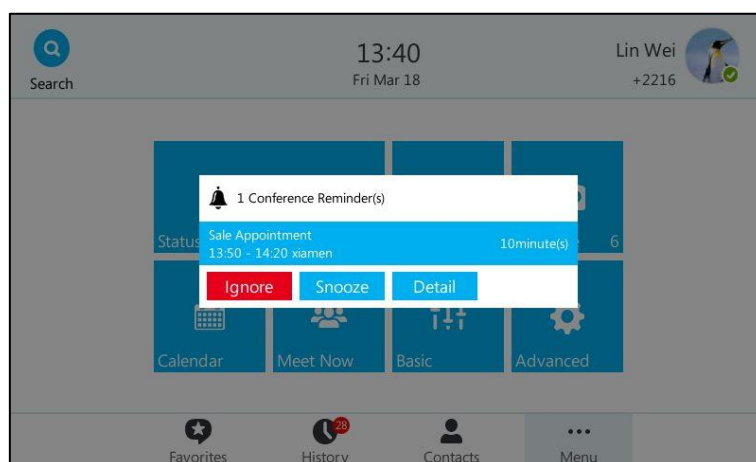 13:40
Lin Wei
Search
Fri Mar 18
+2216
1 Conference Reminder(s)
Status
Sale Appointment
13:50 - 14:20 xiamen
10minute(s)
6
Ignore
Snooze
Detail
Calendar
Meet Now
Basic
Advanced
28
Favorites
History
Contacts
Menu